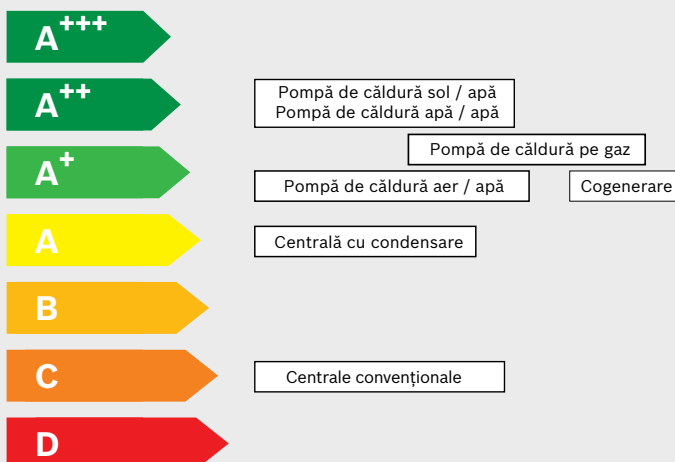 A+++
A++
Pompă de căldură sol / apă
Pompă de căldură apă / apă
Pompă de căldură pe gaz
A+
Pompă de căldură aer / apă
Cogenerare
A
Centrală cu condensare
B
C
Centrale convenționale
D